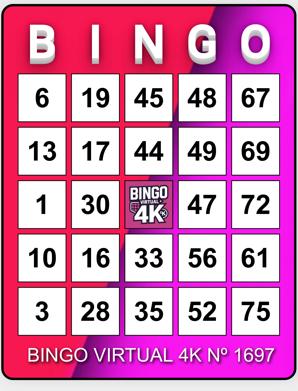 B I N G O
6 19 45 48 67
13 17 44 49 69
1 30 BINGO VIRTUAL 4K 47 72
10 16 33 56 61
3 28 35 52 75
BINGO VIRTUAL 4K Nº 1697